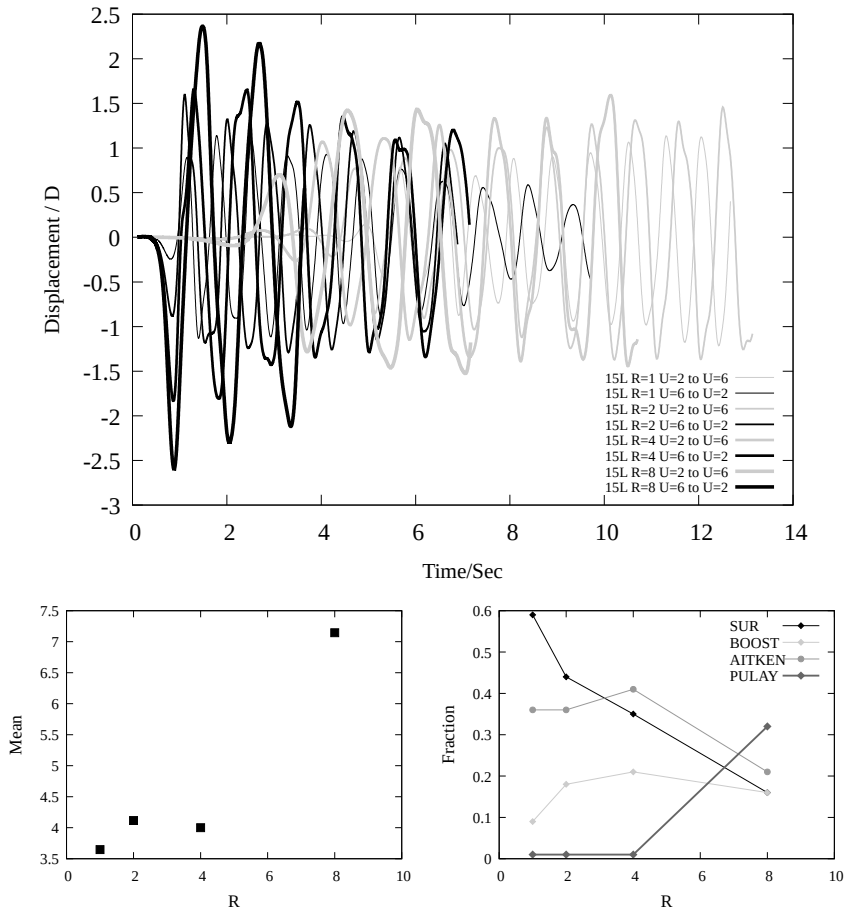 2.5
2
1.5
1
0.5
0
-0.5
-1
-1.5
-2
-2.5
-3
Displacement / D
15L R=1 U=2 to U=6
15L R=1 U=6 to U=2
15L R=2 U=2 to U=6
15L R=2 U=6 to U=2
15L R=4 U=2 to U=6
15L R=4 U=6 to U=2
15L R=8 U=2 to U=6
15L R=8 U=6 to U=2
0 2 4 6 8 10 12 14
Time/Sec
7.5
7
6.5
6
5.5
5
4.5
4
3.5
Mean
0 2 4 6 8 10
R
0.6
0.5
0.4
0.3
0.2
0.1
0
Fraction
SUR
BOOST
AITKEN
PULAY
0 2 4 6 8 10
R